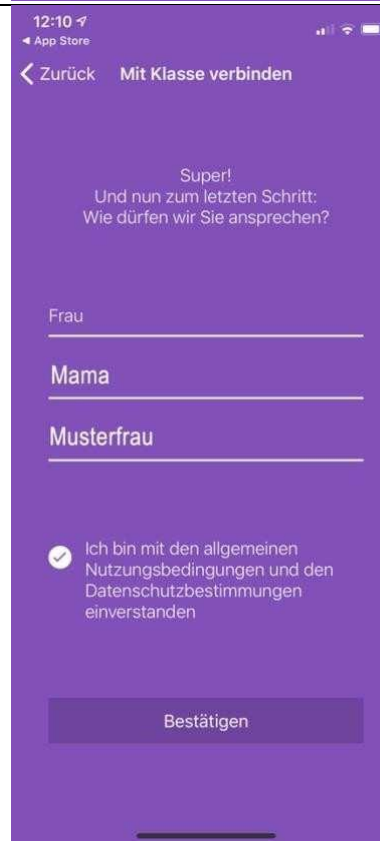 12:10
App Store
Zurück Mit Klasse verbinden
Super!
Und nun zum letzten Schritt:
Wie dürfen wir Sie ansprechen?
Frau
Mama
Musterfrau
Ich bin mit den allgemeinen
Nutzungsbedingungen und den
Datenschutzbestimmungen
einverstanden
Bestätigen